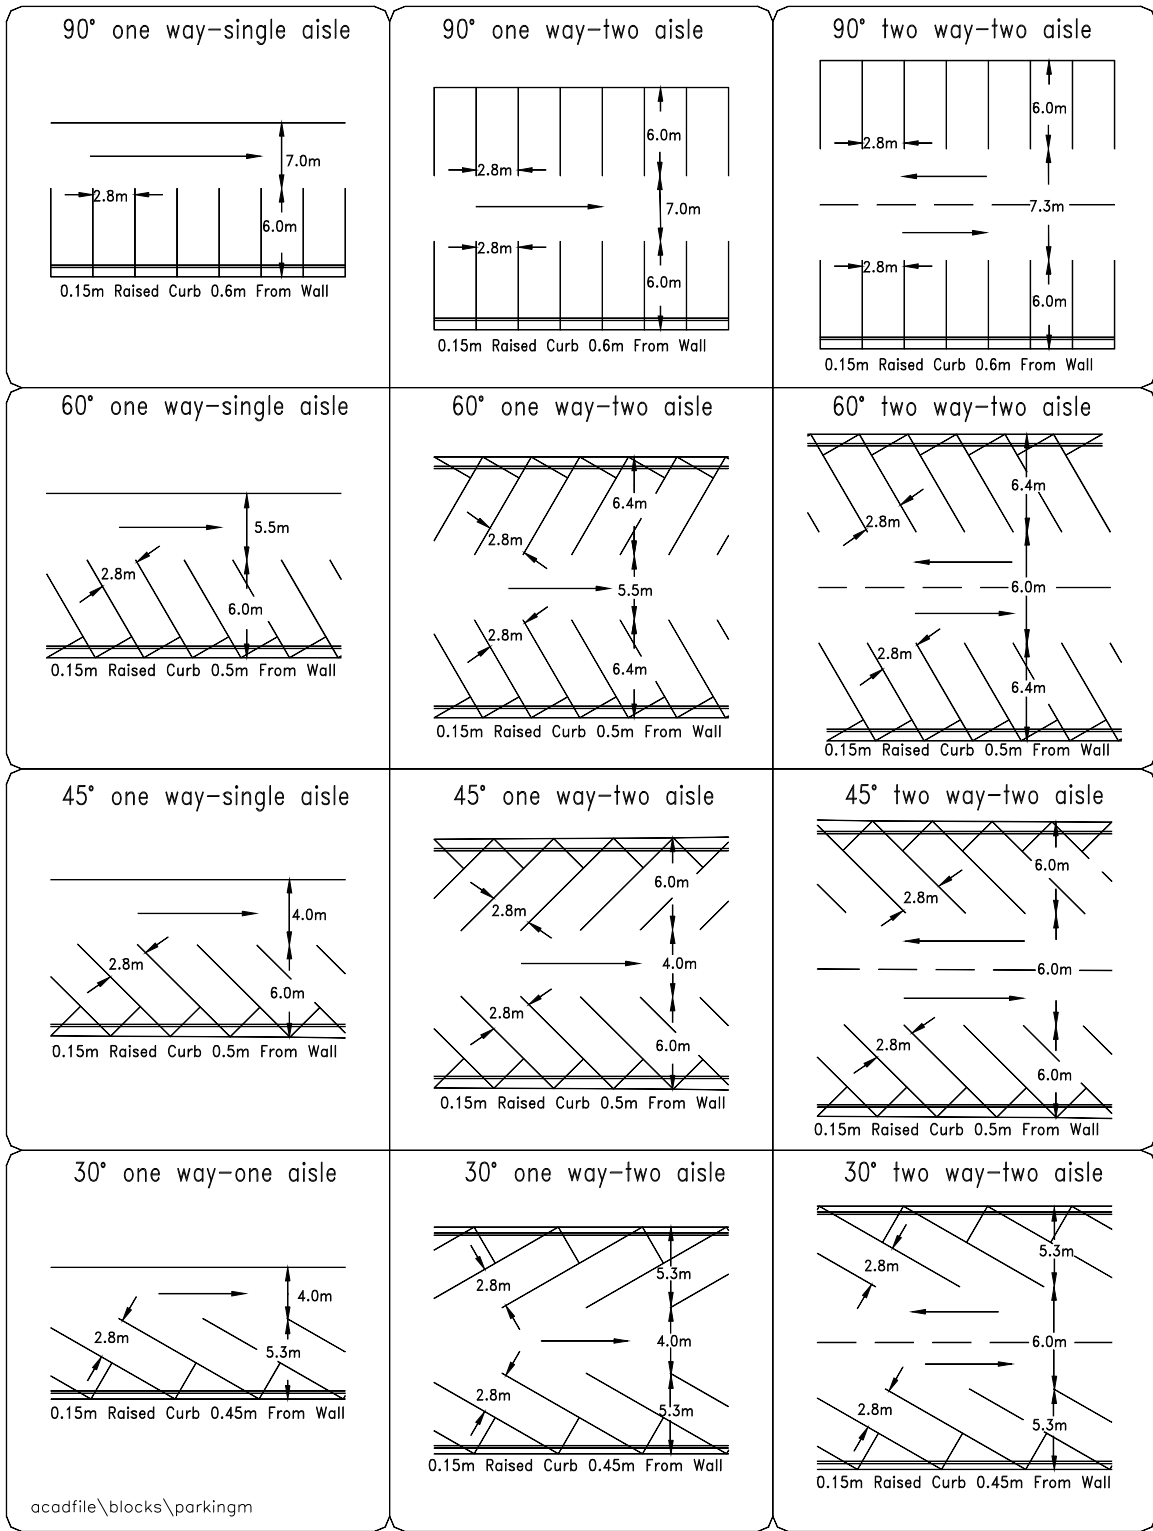 90° one way-single aisle
7.0m
2.8m
6.0m
0.15m Raised Curb 0.6m From Wall
90° one way-two aisle
6.0m
2.8m
7.0m
2.8m
6.0m
0.15m Raised Curb 0.6m From Wall
90° two way-two aisle
6.0m
2.8m
7.3m
2.8m
6.0m
0.15m Raised Curb 0.6m From Wall
60° one way-single aisle
5.5m
2.8m
6.0m
0.15m Raised Curb 0.5m From Wall
60° one way-two aisle
6.4m
2.8m
5.5m
2.8m
6.4m
0.15m Raised Curb 0.5m From Wall
60° two way-two aisle
6.4m
2.8m
6.0m
2.8m
6.4m
0.15m Raised Curb 0.5m From Wall
45° one way-single aisle
4.0m
2.8m
6.0m
0.15m Raised Curb 0.5m From Wall
45° one way-two aisle
6.0m
2.8m
4.0m
2.8m
6.0m
0.15m Raised Curb 0.5m From Wall
45° two way-two aisle
6.0m
2.8m
6.0m
2.8m
6.0m
0.15m Raised Curb 0.5m From Wall
30° one way-one aisle
4.0m
2.8m
5.3m
0.15m Raised Curb 0.45m From Wall
30° one way-two aisle
5.3m
2.8m
4.0m
2.8m
5.3m
0.15m Raised Curb 0.45m From Wall
30° two way-two aisle
5.3m
2.8m
6.0m
2.8m
5.3m
0.15m Raised Curb 0.45m From Wall
acadfile\blocks\parkingm